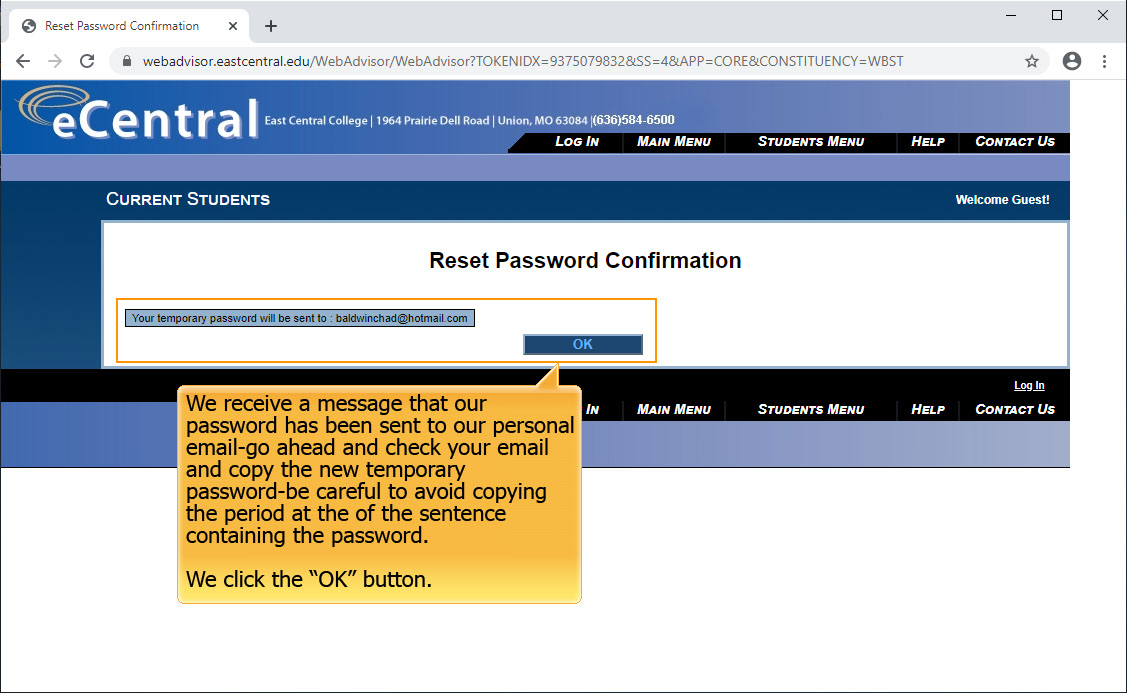 Reset Password Confirmation
webadvisor.eastcentral.edu/WebAdvisor/WebAdvisor?TOKENIDX=9375079832&SS=4&APP=CORE&CONSTITUENCY=WBST
eCentral East Central College | 1964 Prairie Dell Road | Union, MO 63084 |(636)584-6500
LOG IN MAIN MENU STUDENTS MENU HELP CONTACT US
CURRENT STUDENTS Welcome Guest!
Reset Password Confirmation
Your temporary password will be sent to : baldwinchad@hotmail.com
OK
Log In
IN MAIN MENU STUDENTS MENU HELP CONTACT US
We receive a message that our
password has been sent to our personal
email-go ahead and check your email
and copy the new temporary
password-be careful to avoid copying
the period at the of the sentence
containing the password.
We click the “OK” button.